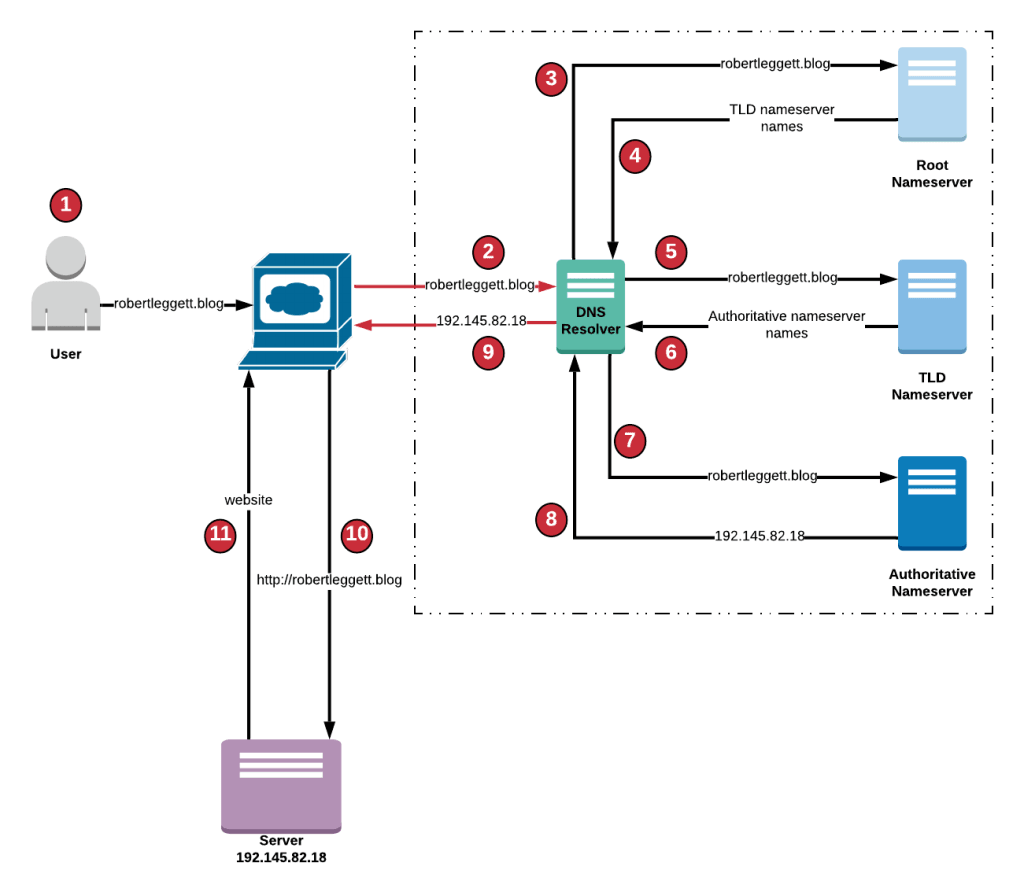 1
User
robertleggett.blog
2
robertleggett.blog
192.145.82.18
9
3
robertleggett.blog
TLD nameserver
names
4
Root
Nameserver
DNS
Resolver
5
robertleggett.blog
Authoritative nameserver
names
6
TLD
Nameserver
7
robertleggett.blog
8
192.145.82.18
Authoritative
Nameserver
website
11
10
http://robertleggett.blog
Server
192.145.82.18